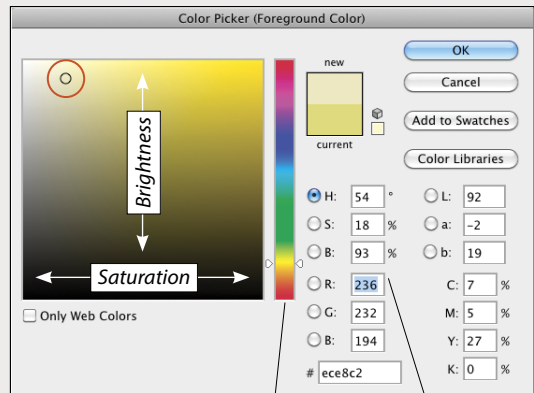 Color Picker (Foreground Color)
new
current
OK
Cancel
Add to Swatches
Color Libraries
Brightness
Saturation
H: 54 ° L: 92
S: 18 % a: -2
B: 93 % b: 19
R: 236 C: 7 %
G: 232 M: 5 %
B: 194 Y: 27 %
# ece8c2 K: 0 %
Only Web Colors